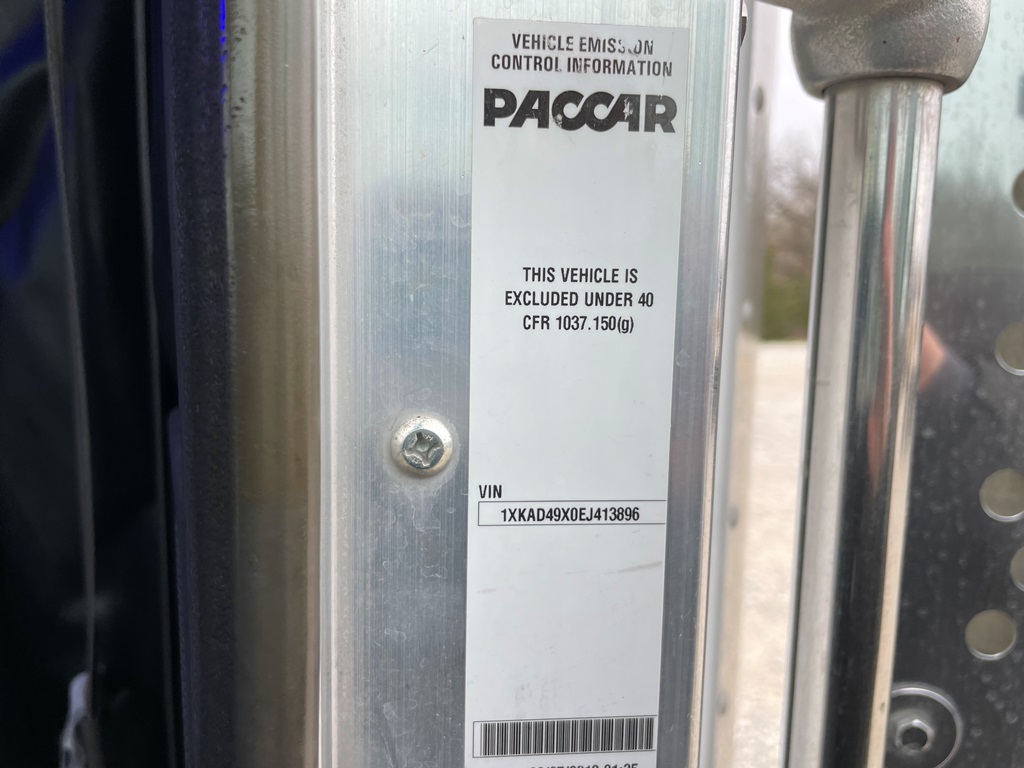 VEHICLE EMISSION
CONTROL INFORMATION
PACCAR
THIS VEHICLE IS
EXCLUDED UNDER 40
CFR 1037.150(g)
VIN
1XKAD49X0EJ413896